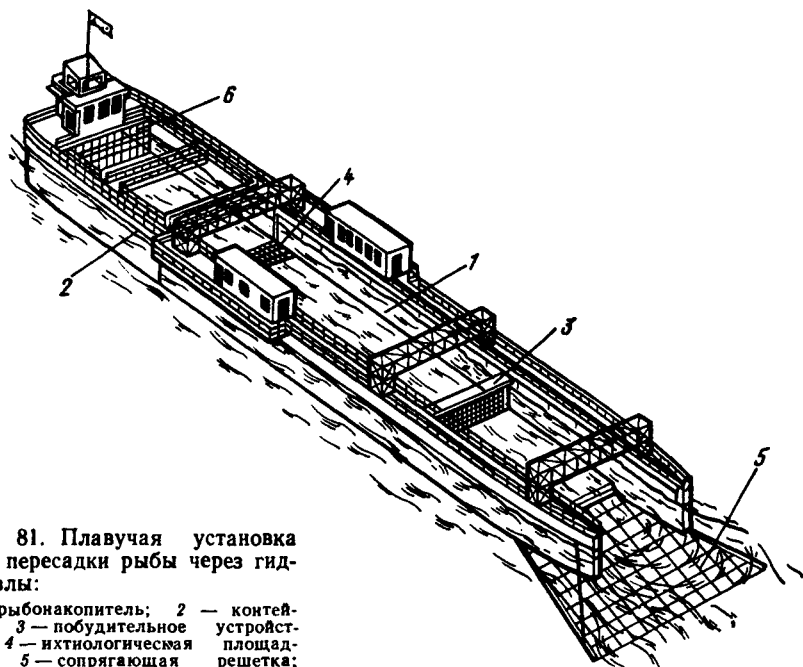 6
4
1
2
3
5
81. Плавучая установка
пересадки рыбы через гид-
злы:
рыбонакопитель; 2 — контей-
3 — побудительное устройст-
4 — ихтиологическая площад-
5 — сопрягающая решетка;